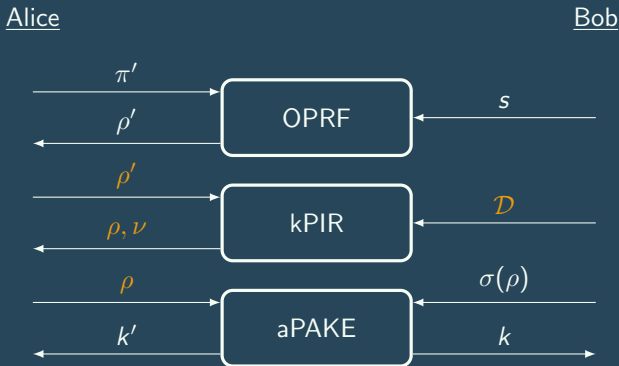 Alice Bob
π′
OPRF s
ρ′
ρ′
kPIR 𝒟
ρ, ν
ρ σ(ρ)
aPAKE
k′ k